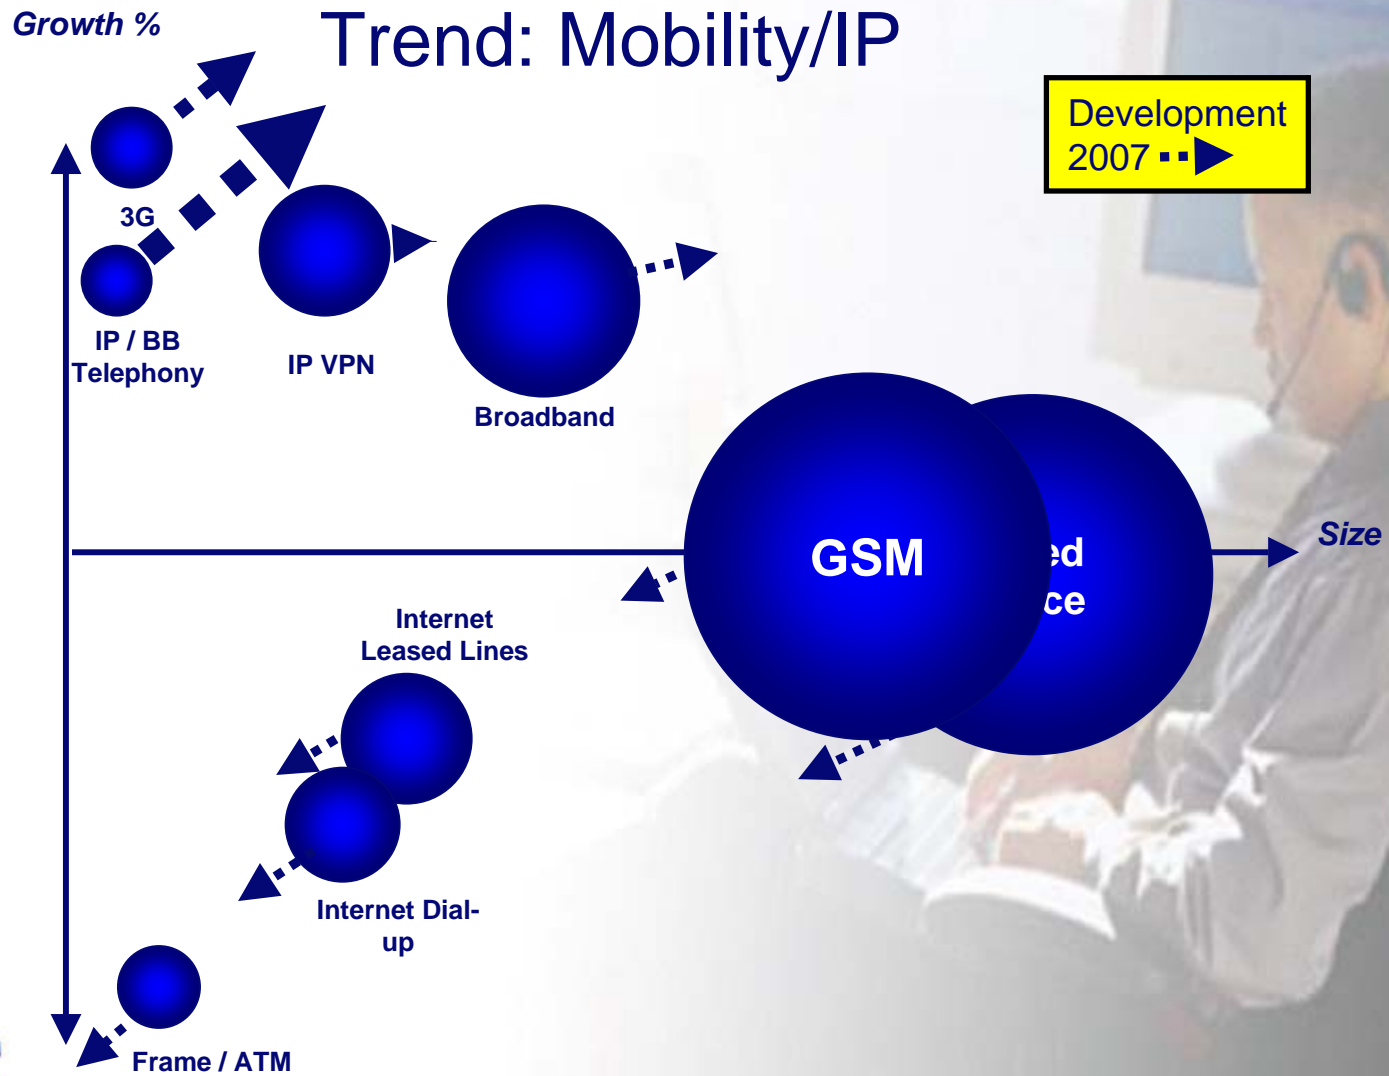 Growth %
Trend: Mobility/IP
Development
2007
3G
IP / BB
Telephony
IP VPN
Broadband
GSM
Size
Internet
Leased Lines
Internet Dial-
up
Frame / ATM